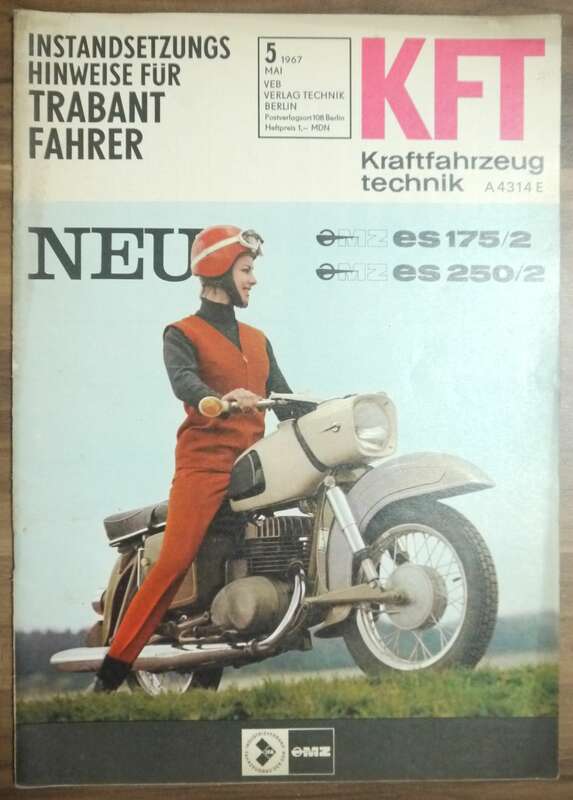 INSTANDSETZUNGS
HINWEISE FÜR
TRABANT
FAHRER
5 1967
MAI
VEB
VERLAG TECHNIK
BERLIN
Postverlagsort 108 Berlin
Heftpreis 1,– MDN
KFT
Kraftfahrzeug
technik A 4314 E
NEU
MZ es 175/2
MZ es 250/2
MZ